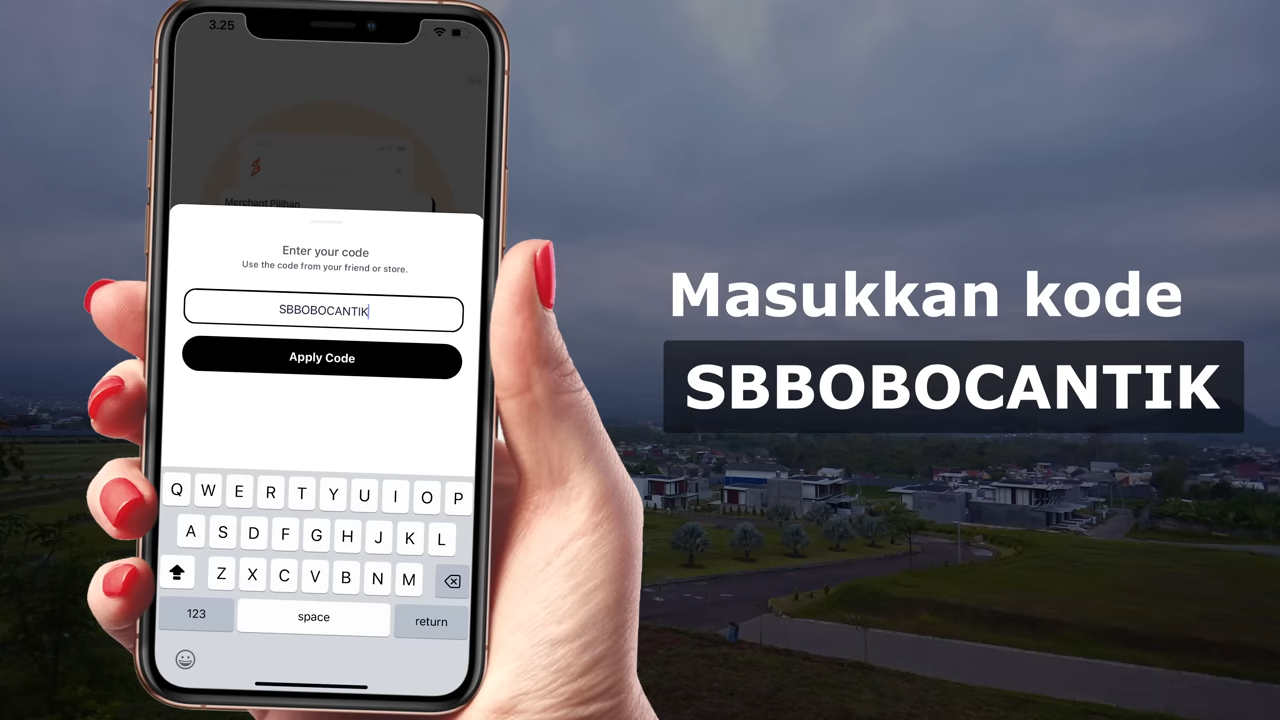 3.25
Merchant Pilihan
Enter your code
Use the code from your friend or store.
SBBOBOCANTIK
Apply Code
Q W E R T Y U I O P
A S D F G H J K L
Z X C V B N M
123 space return
Masukkan kode
SBBOBOCANTIK